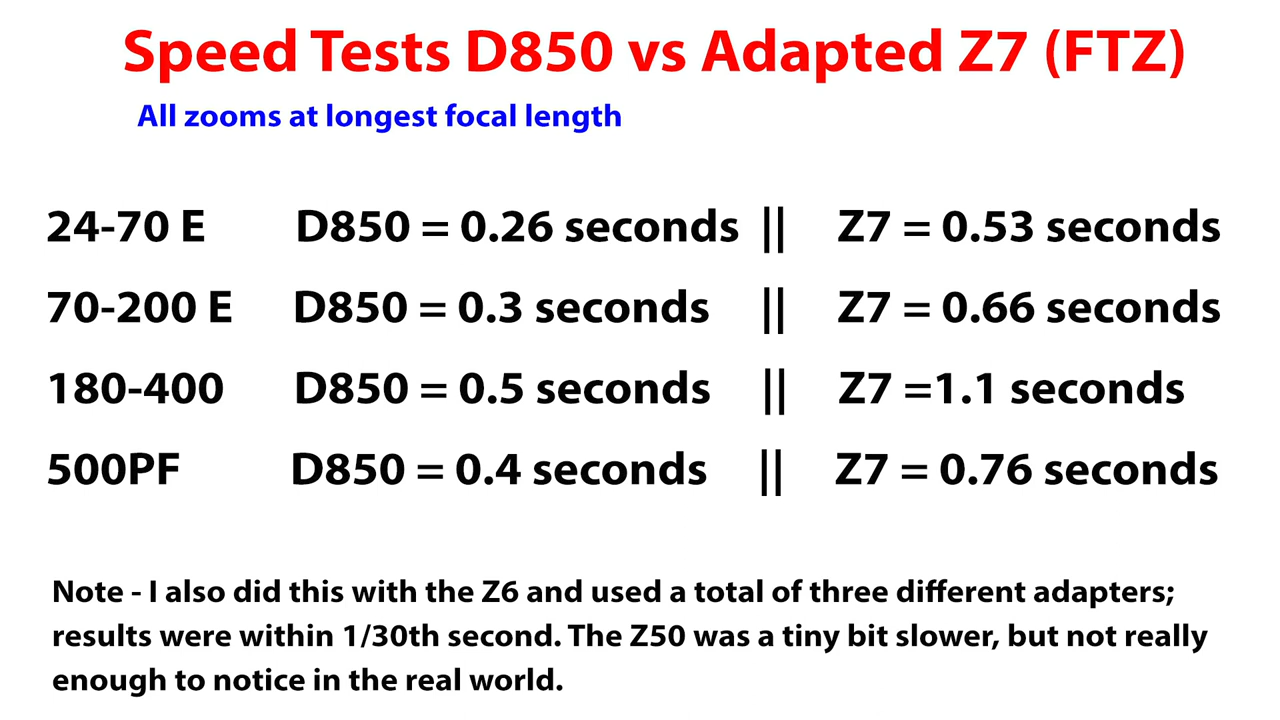 Speed Tests D850 vs Adapted Z7 (FTZ)
All zooms at longest focal length
24-70 E D850 = 0.26 seconds || Z7 = 0.53 seconds
70-200 E D850 = 0.3 seconds || Z7 = 0.66 seconds
180-400 D850 = 0.5 seconds || Z7 =1.1 seconds
500PF D850 = 0.4 seconds || Z7 = 0.76 seconds
Note - I also did this with the Z6 and used a total of three different adapters;
results were within 1/30th second. The Z50 was a tiny bit slower, but not really
enough to notice in the real world.